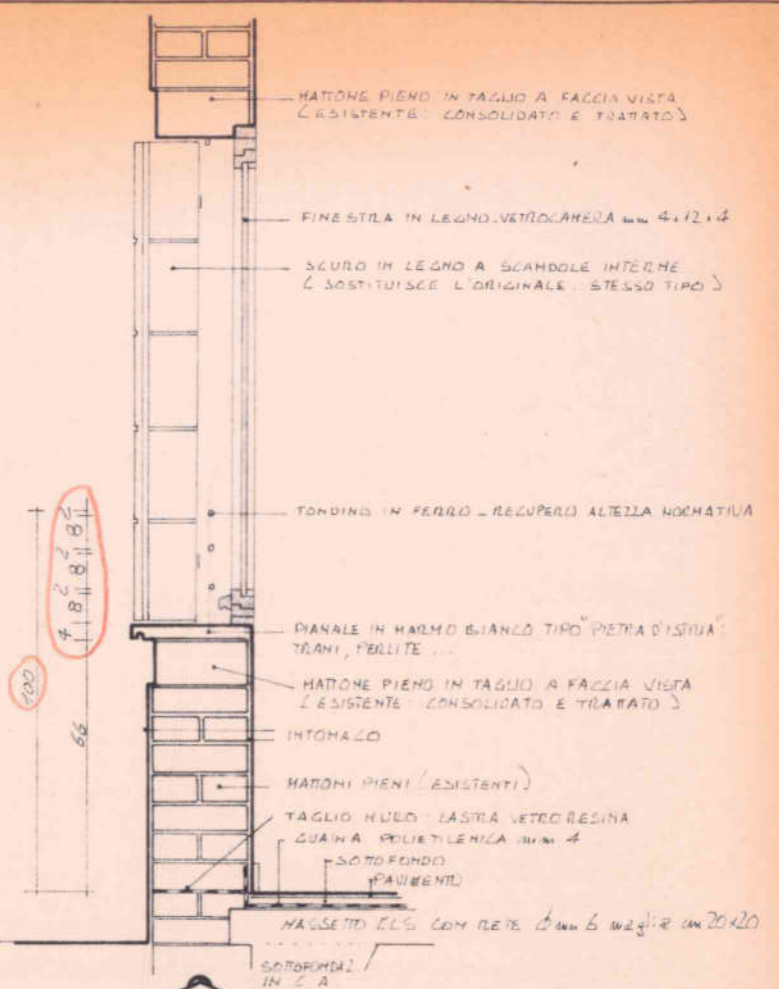 MATTONE PIENO IN TAGLIO A FACCIA VISTA
( ESISTENTE: CONSOLIDATO E TRATTATO )
FINESTRA IN LEGNO-VETROCAMERA mm 4+12+4
SCURO IN LEGNO A SCANDOLE INTERNE
( SOSTITUISCE L'ORIGINALE: STESSO TIPO )
TONDINO IN FERRO - RECUPERO ALTEZZA NORMATIVA
PIANALE IN MARMO BIANCO TIPO "PIETRA D'ISTRIA"
TRANI, PERLITE ...
MATTONE PIENO IN TAGLIO A FACCIA VISTA
( ESISTENTE: CONSOLIDATO E TRATTATO )
INTONACO
MATTONI PIENI (ESISTENTI)
TAGLIO MURO: LASTRA VETRORESINA
GUAINA POLIETILENICA mm 4
SOTTOFONDO
PAVIMENTO
MASSETTO CLS CON RETE Ø mm 6 maglie cm 20x20
SOTTOFONDAZ.
IN C.A.
100
66
4 8 2 8 2 8 2